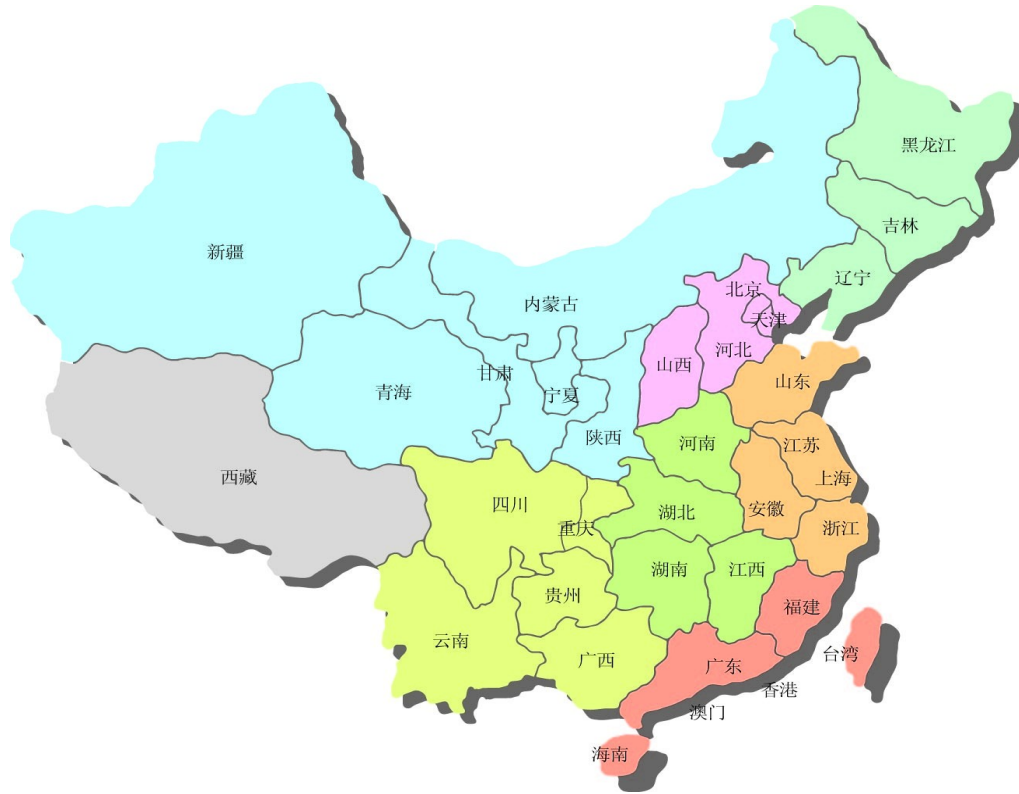 黑龙江
吉林
新疆
辽宁
北京
内蒙古
天津
河北
山西
甘肃
山东
青海
宁夏
陕西
江苏
河南
西藏
上海
四川
安徽
湖北
浙江
重庆
湖南
江西
贵州
福建
云南
台湾
广西
广东
香港
澳门
海南